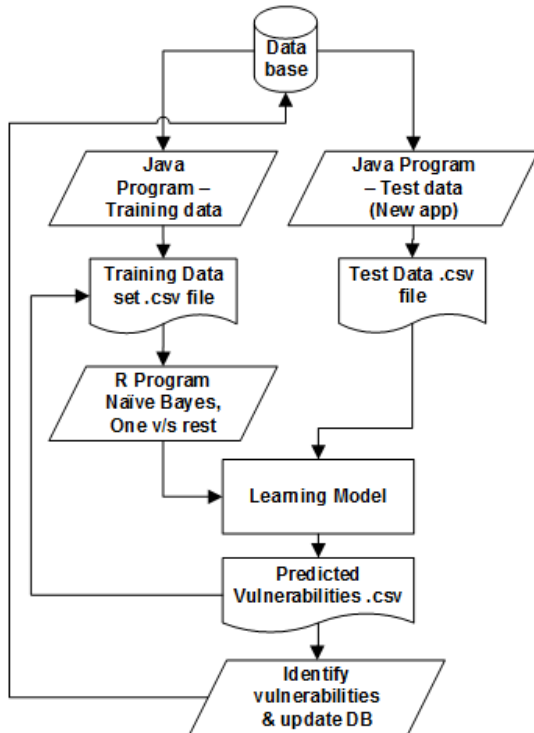 Data
base
Java
Program –
Training data
Java Program
– Test data
(New app)
Training Data
set .csv file
Test Data .csv
file
R Program
Naïve Bayes,
One v/s rest
Learning Model
Predicted
Vulnerabilities .csv
Identify
vulnerabilities
& update DB